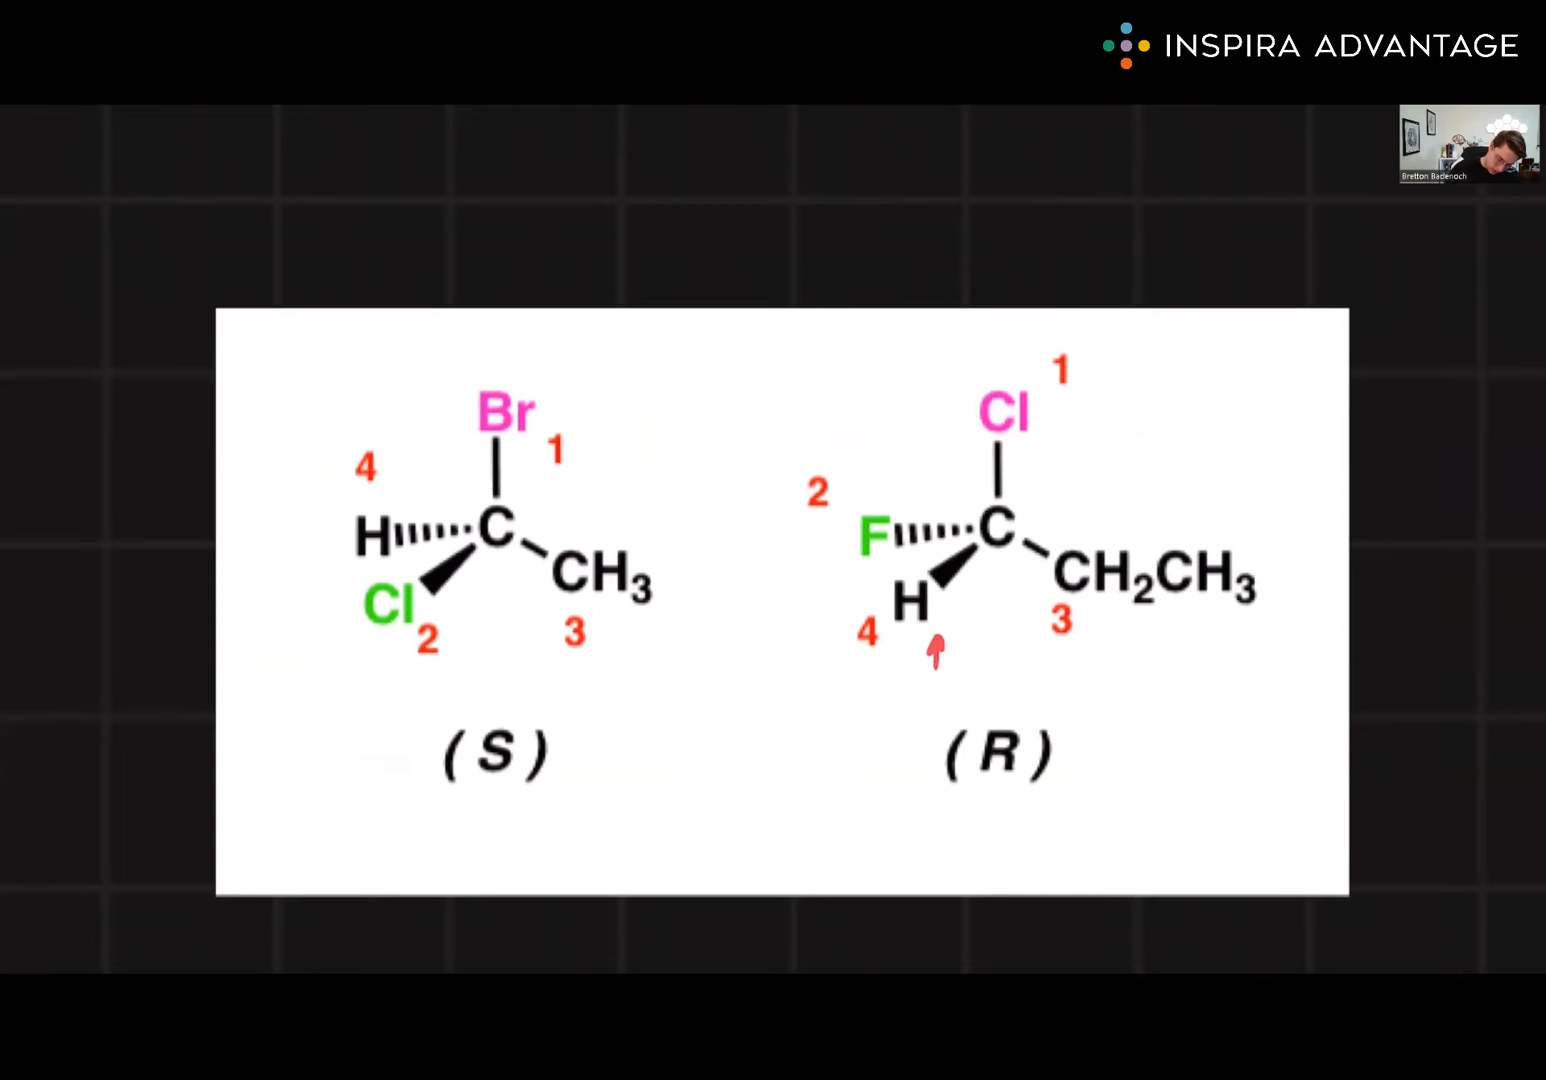 INSPIRA ADVANTAGE
Bretton Badenoch
Br
1
4
H C
CH₃
Cl
2
3
(S)
1
Cl
2
F C
CH₂CH₃
H
4
3
(R)